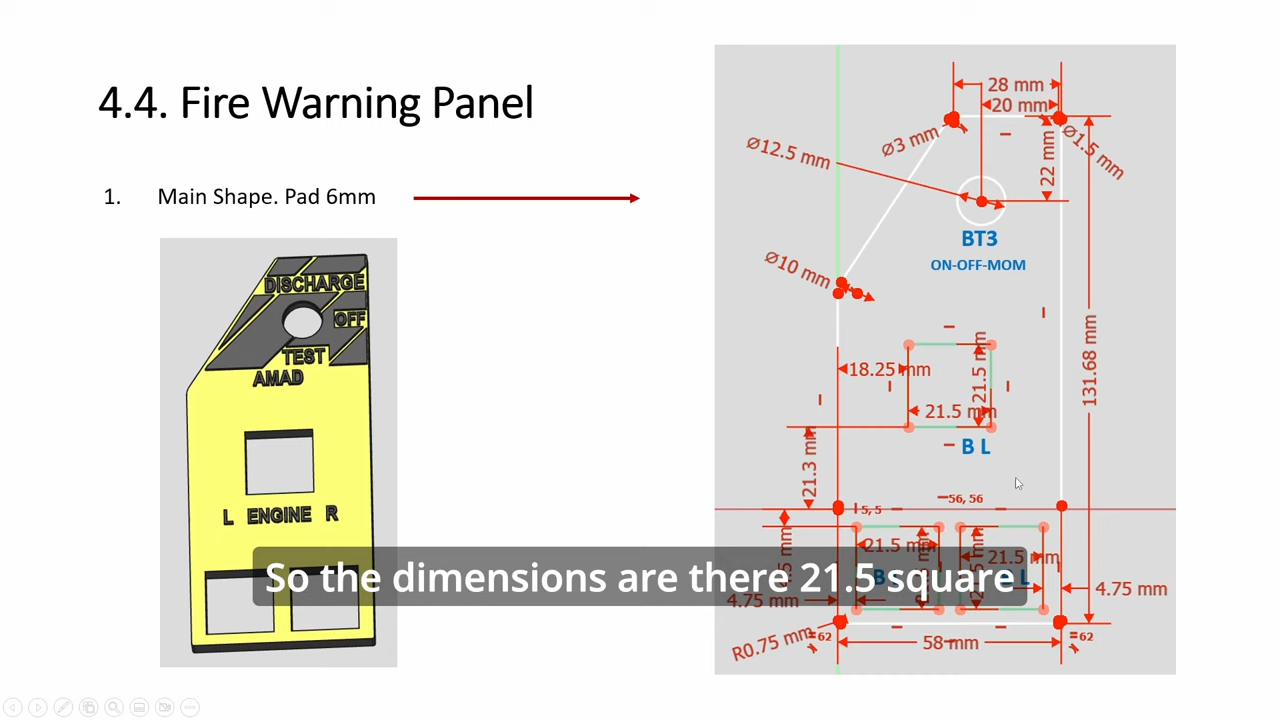 4.4. Fire Warning Panel
1. Main Shape. Pad 6mm
DISCHARGE
OFF
TEST
AMAD
L ENGINE R
28 mm
20 mm
Ø3 mm
Ø1.5 mm
Ø12.5 mm
22 mm
BT3
ON-OFF-MOM
Ø10 mm
131.68 mm
18.25 mm
21.5 mm
21.5 mm
B L
21.3 mm
56, 56
5, 5
21.5 mm
21.5 mm
So the dimensions are there 21.5 square
4.75 mm
4.75 mm
R0.75 mm
=62
58 mm
=62